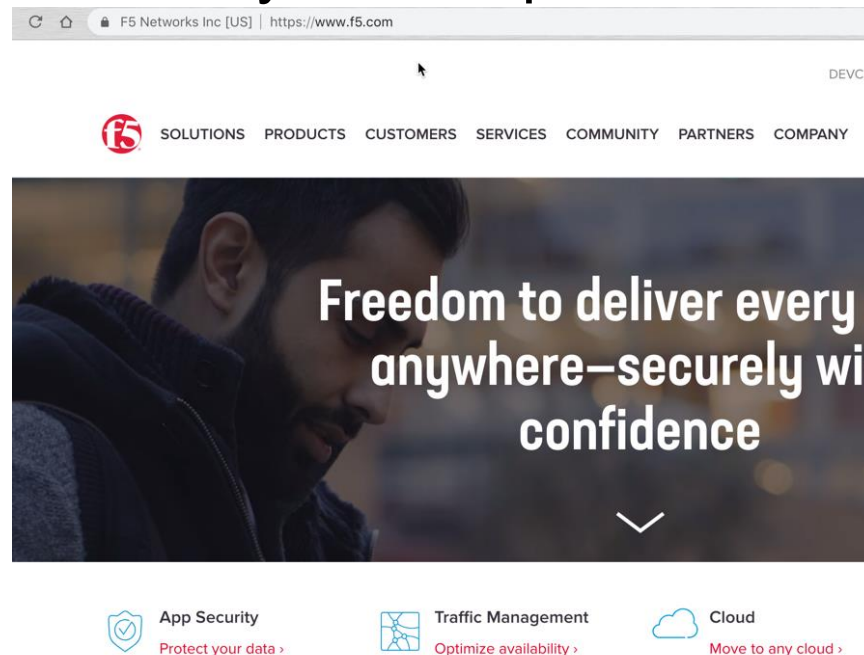 F5 Networks Inc [US] | https://www.f5.com
DEVC
f5 SOLUTIONS PRODUCTS CUSTOMERS SERVICES COMMUNITY PARTNERS COMPANY
Freedom to deliver every
anywhere–securely wi
confidence
App Security Traffic Management Cloud
Protect your data › Optimize availability › Move to any cloud ›